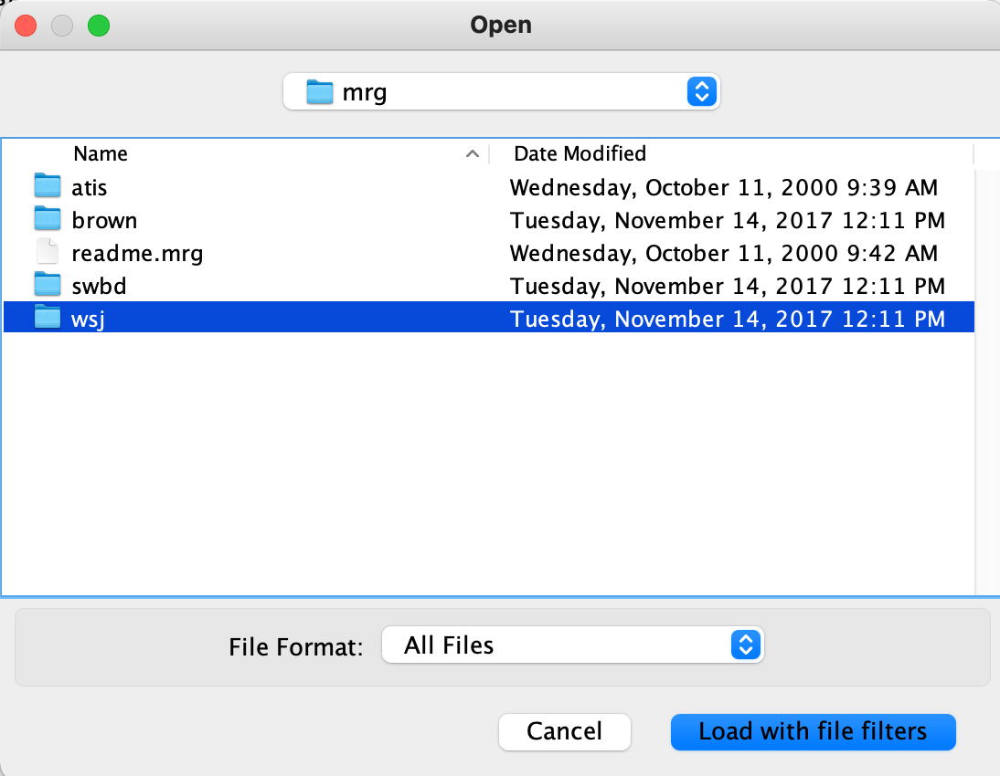 Open
mrg
Name Date Modified
atis Wednesday, October 11, 2000 9:39 AM
brown Tuesday, November 14, 2017 12:11 PM
readme.mrg Wednesday, October 11, 2000 9:42 AM
swbd Tuesday, November 14, 2017 12:11 PM
wsj Tuesday, November 14, 2017 12:11 PM
File Format: All Files
Cancel Load with file filters